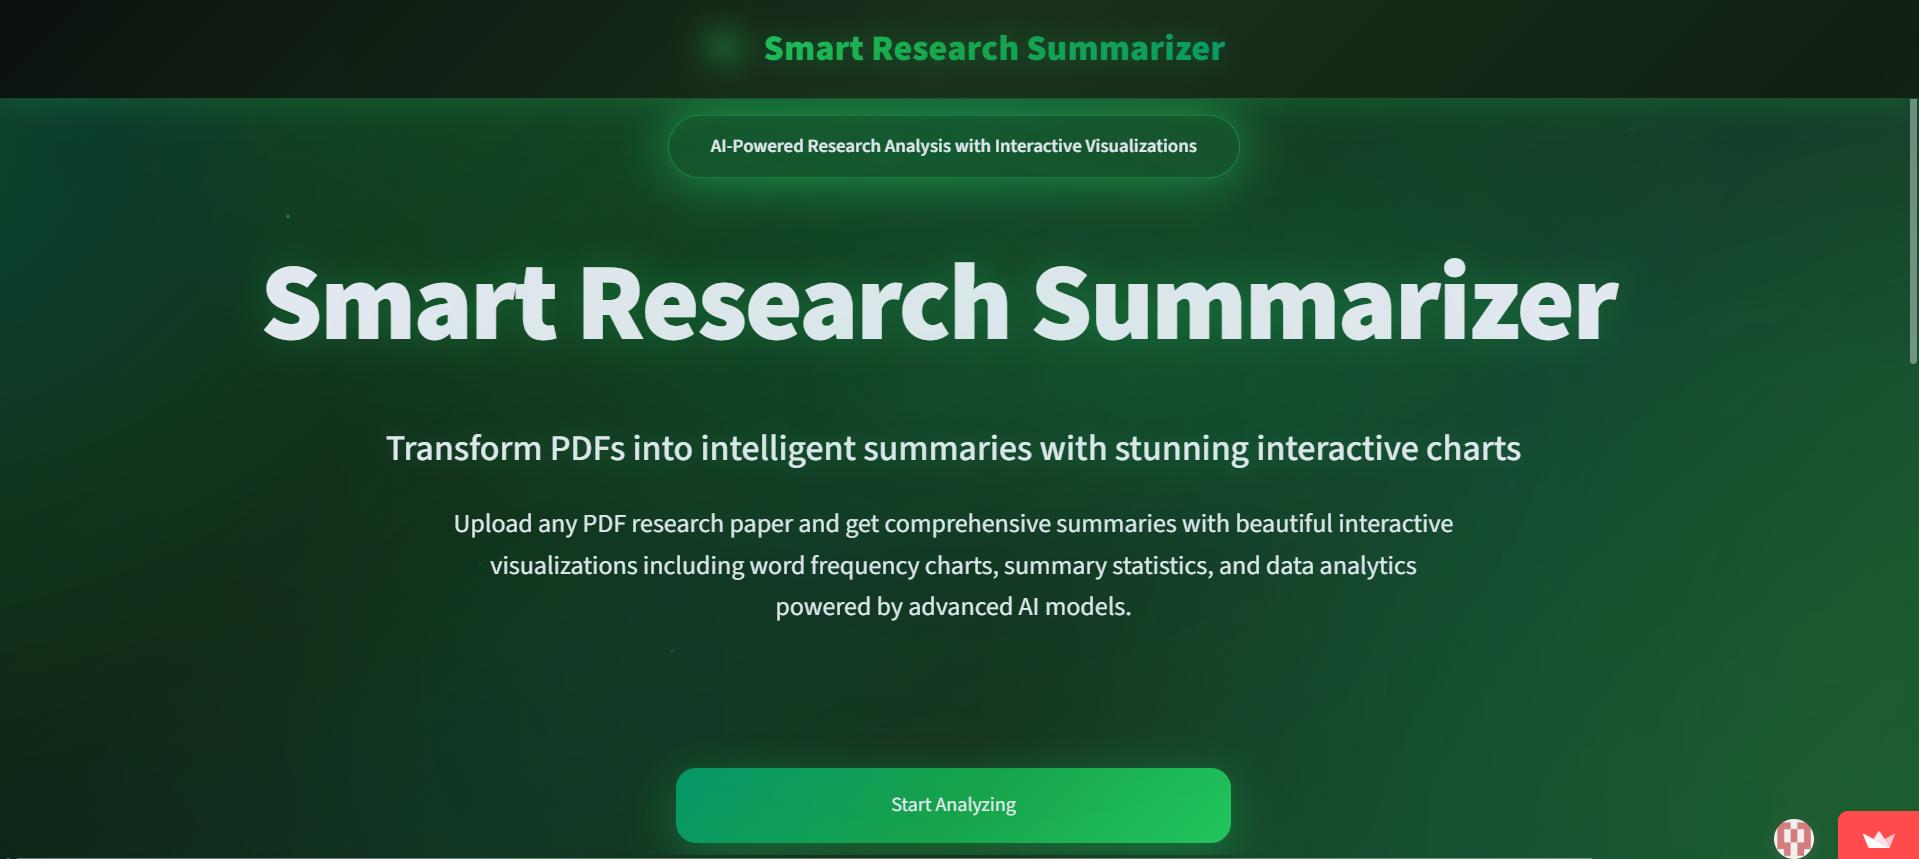 Smart Research Summarizer
AI-Powered Research Analysis with Interactive Visualizations
Smart Research Summarizer
Transform PDFs into intelligent summaries with stunning interactive charts
Upload any PDF research paper and get comprehensive summaries with beautiful interactive
visualizations including word frequency charts, summary statistics, and data analytics
powered by advanced AI models.
Start Analyzing